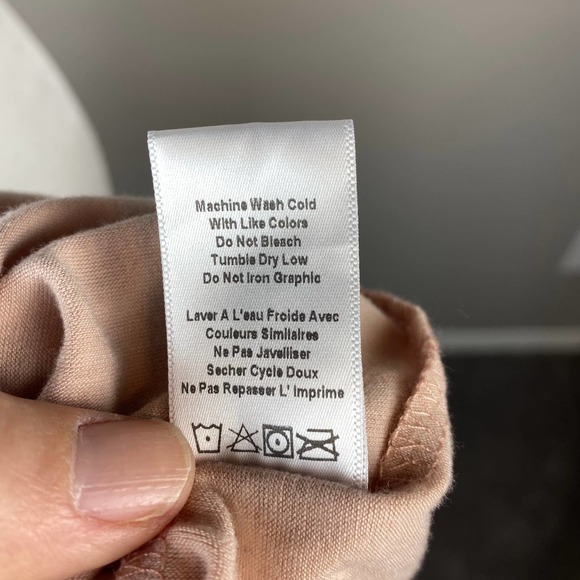 Machine Wash Cold
With Like Colors
Do Not Bleach
Tumble Dry Low
Do Not Iron Graphic
Laver A L'eau Froide Avec
Couleurs Similaires
Ne Pas Javelliser
Secher Cycle Doux
Ne Pas Repasser L' Imprime